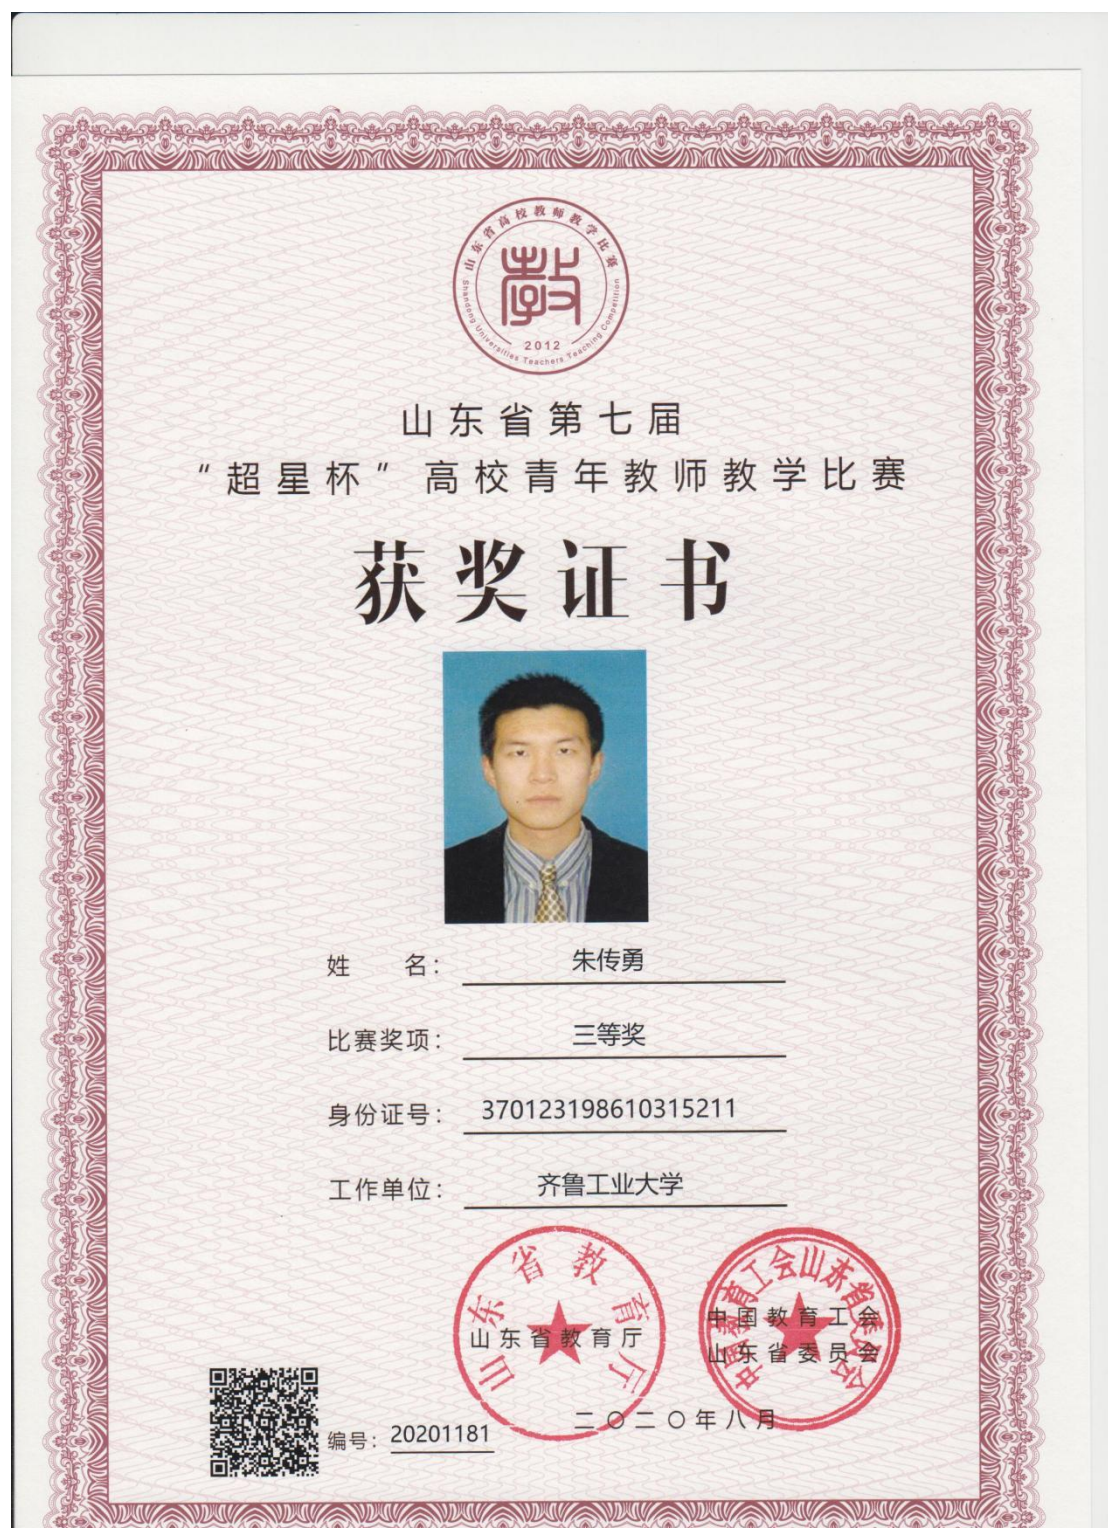 山东省高校教师教学比赛
教
2012
Shandong Universities Teachers Teaching Competition
山东省第七届
“超星杯”高校青年教师教学比赛
获奖证书
姓 名： 朱传勇
比赛奖项： 三等奖
身份证号： 370123198610315211
工作单位： 齐鲁工业大学
山东省教育厅
中国教育工会山东省委员会
山东省教育厅
中国教育工会
山东省委员会
二〇二〇年八月
编号：20201181